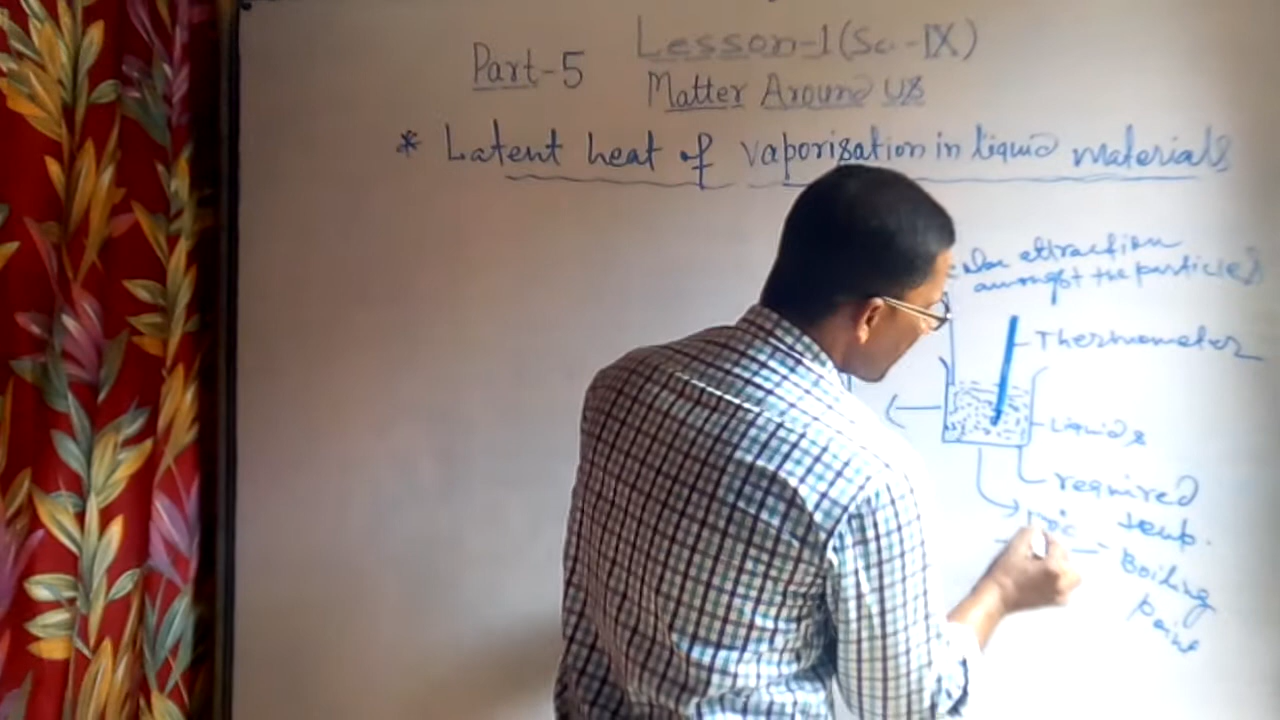 Part-5
Lesson-1 (Sc.-IX)
Matter Around us
* Latent heat of vaporisation in liquid materials
attraction
amongst the particles
Thermometer
Liquids
required
temp.
Boiling
point